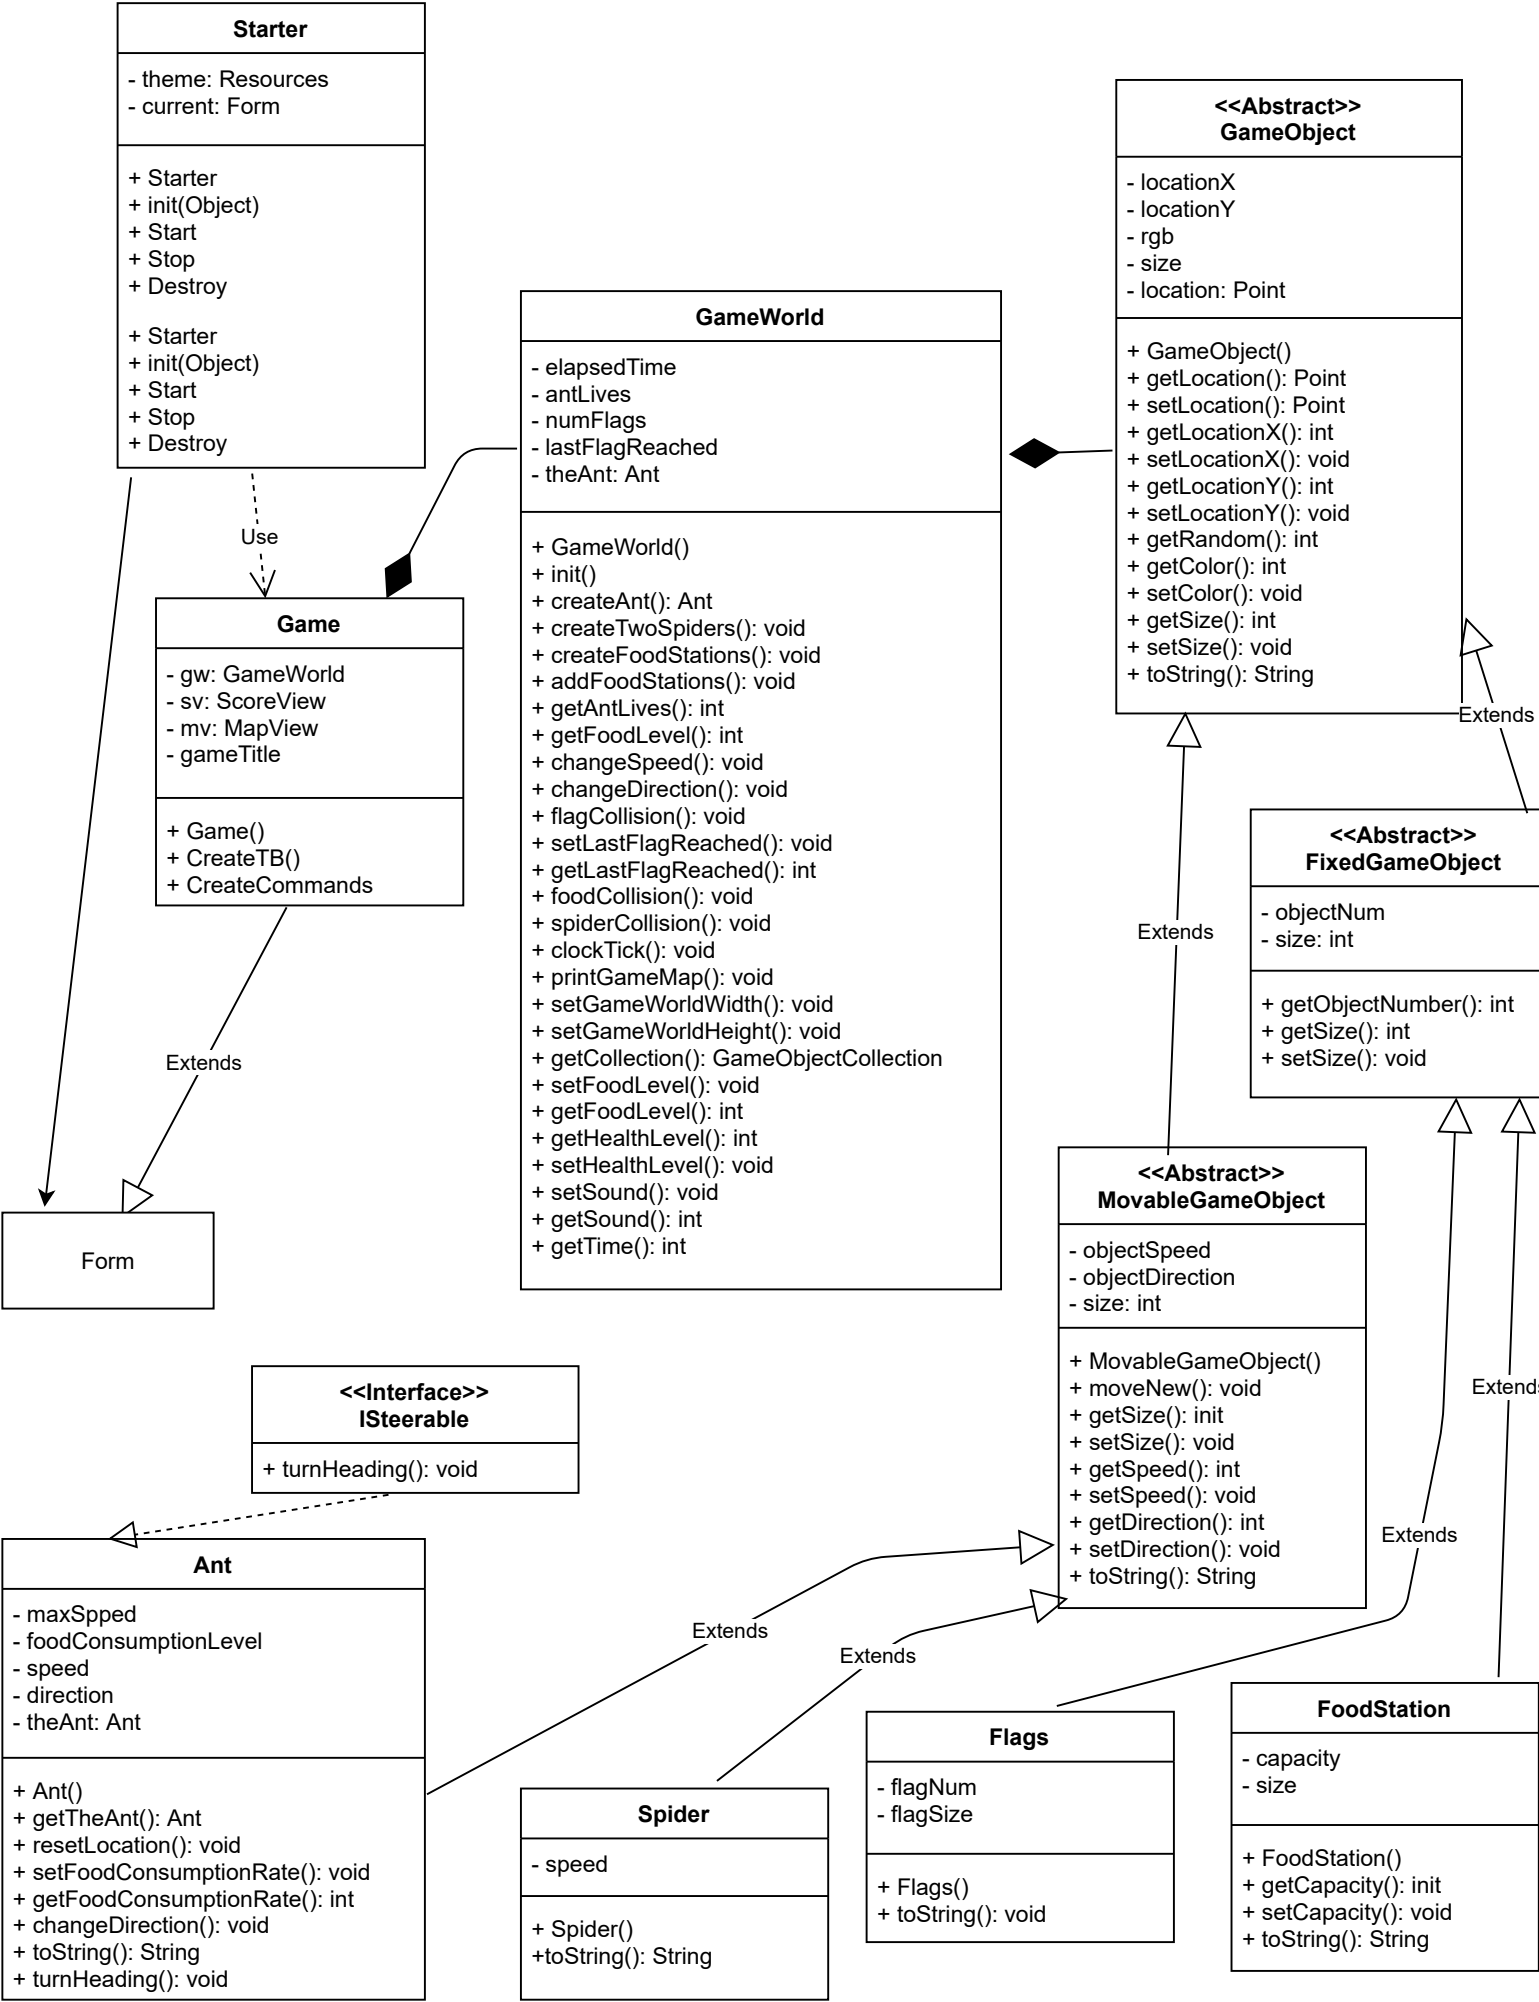 Starter
- theme: Resources
- current: Form
+ Starter
+ init(Object)
+ Start
+ Stop
+ Destroy
+ Starter
+ init(Object)
+ Start
+ Stop
+ Destroy
Use
Game
- gw: GameWorld
- sv: ScoreView
- mv: MapView
- gameTitle
+ Game()
+ CreateTB()
+ CreateCommands
Extends
Form
GameWorld
- elapsedTime
- antLives
- numFlags
- lastFlagReached
- theAnt: Ant
+ GameWorld()
+ init()
+ createAnt(): Ant
+ createTwoSpiders(): void
+ createFoodStations(): void
+ addFoodStations(): void
+ getAntLives(): int
+ getFoodLevel(): int
+ changeSpeed(): void
+ changeDirection(): void
+ flagCollision(): void
+ setLastFlagReached(): void
+ getLastFlagReached(): int
+ foodCollision(): void
+ spiderCollision(): void
+ clockTick(): void
+ printGameMap(): void
+ setGameWorldWidth(): void
+ setGameWorldHeight(): void
+ getCollection(): GameObjectCollection
+ setFoodLevel(): void
+ getFoodLevel(): int
+ getHealthLevel(): int
+ setHealthLevel(): void
+ setSound(): void
+ getSound(): int
+ getTime(): int
<<Abstract>>
GameObject
- locationX
- locationY
- rgb
- size
- location: Point
+ GameObject()
+ getLocation(): Point
+ setLocation(): Point
+ getLocationX(): int
+ setLocationX(): void
+ getLocationY(): int
+ setLocationY(): void
+ getRandom(): int
+ getColor(): int
+ setColor(): void
+ getSize(): int
+ setSize(): void
+ toString(): String
Extends
Extends
<<Abstract>>
FixedGameObject
- objectNum
- size: int
+ getObjectNumber(): int
+ getSize(): int
+ setSize(): void
<<Abstract>>
MovableGameObject
- objectSpeed
- objectDirection
- size: int
+ MovableGameObject()
+ moveNew(): void
+ getSize(): init
+ setSize(): void
+ getSpeed(): int
+ setSpeed(): void
+ getDirection(): int
+ setDirection(): void
+ toString(): String
Extends
Extends
<<Interface>>
ISteerable
+ turnHeading(): void
Ant
- maxSpped
- foodConsumptionLevel
- speed
- direction
- theAnt: Ant
+ Ant()
+ getTheAnt(): Ant
+ resetLocation(): void
+ setFoodConsumptionRate(): void
+ getFoodConsumptionRate(): int
+ changeDirection(): void
+ toString(): String
+ turnHeading(): void
Extends
Extends
Spider
- speed
+ Spider()
+toString(): String
Flags
- flagNum
- flagSize
+ Flags()
+ toString(): void
FoodStation
- capacity
- size
+ FoodStation()
+ getCapacity(): init
+ setCapacity(): void
+ toString(): String